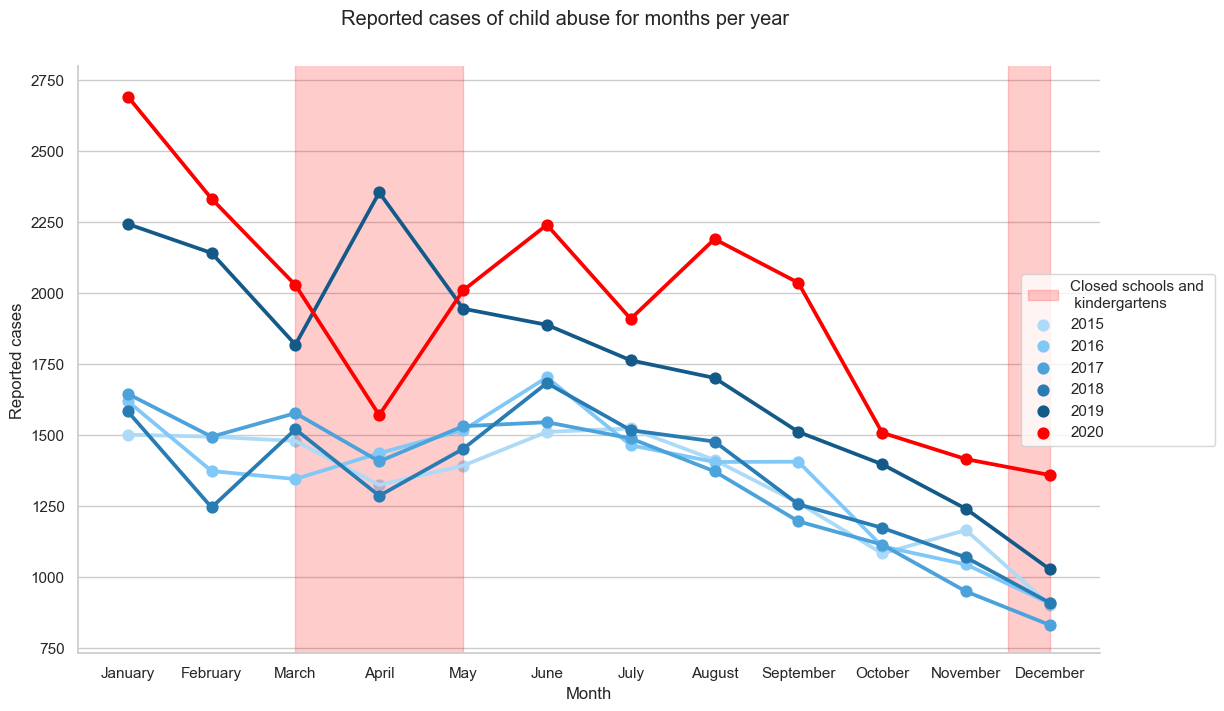 Reported cases of child abuse for months per year
2750
2500
2250
2000
1750
1500
1250
1000
750
Reported cases
January February March April May June July August September October November December
Month
Closed schools and
kindergartens
2015
2016
2017
2018
2019
2020